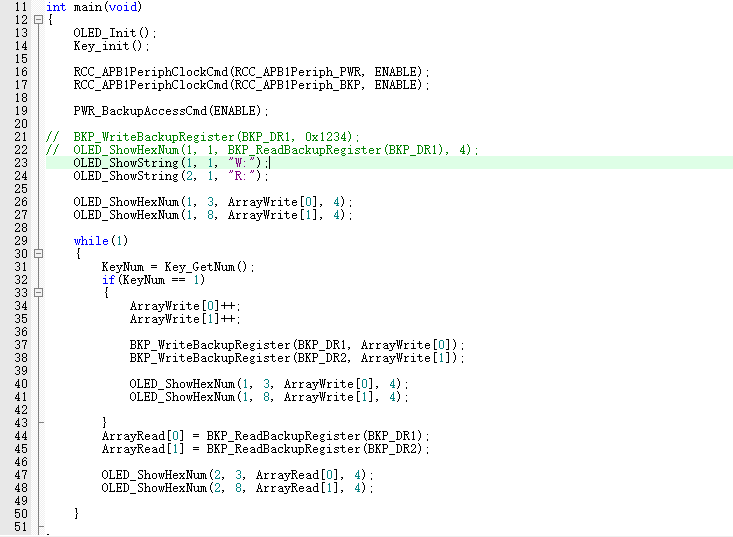 11 int main(void)
12 {
13 OLED_Init();
14 Key_init();
15
16 RCC_APB1PeriphClockCmd(RCC_APB1Periph_PWR, ENABLE);
17 RCC_APB1PeriphClockCmd(RCC_APB1Periph_BKP, ENABLE);
18
19 PWR_BackupAccessCmd(ENABLE);
20
21 // BKP_WriteBackupRegister(BKP_DR1, 0x1234);
22 // OLED_ShowHexNum(1, 1, BKP_ReadBackupRegister(BKP_DR1), 4);
23 OLED_ShowString(1, 1, "W:");
24 OLED_ShowString(2, 1, "R:");
25
26 OLED_ShowHexNum(1, 3, ArrayWrite[0], 4);
27 OLED_ShowHexNum(1, 8, ArrayWrite[1], 4);
28
29 while(1)
30 {
31 KeyNum = Key_GetNum();
32 if(KeyNum == 1)
33 {
34 ArrayWrite[0]++;
35 ArrayWrite[1]++;
36
37 BKP_WriteBackupRegister(BKP_DR1, ArrayWrite[0]);
38 BKP_WriteBackupRegister(BKP_DR2, ArrayWrite[1]);
39
40 OLED_ShowHexNum(1, 3, ArrayWrite[0], 4);
41 OLED_ShowHexNum(1, 8, ArrayWrite[1], 4);
42
43 }
44 ArrayRead[0] = BKP_ReadBackupRegister(BKP_DR1);
45 ArrayRead[1] = BKP_ReadBackupRegister(BKP_DR2);
46
47 OLED_ShowHexNum(2, 3, ArrayRead[0], 4);
48 OLED_ShowHexNum(2, 8, ArrayRead[1], 4);
49
50 }
51